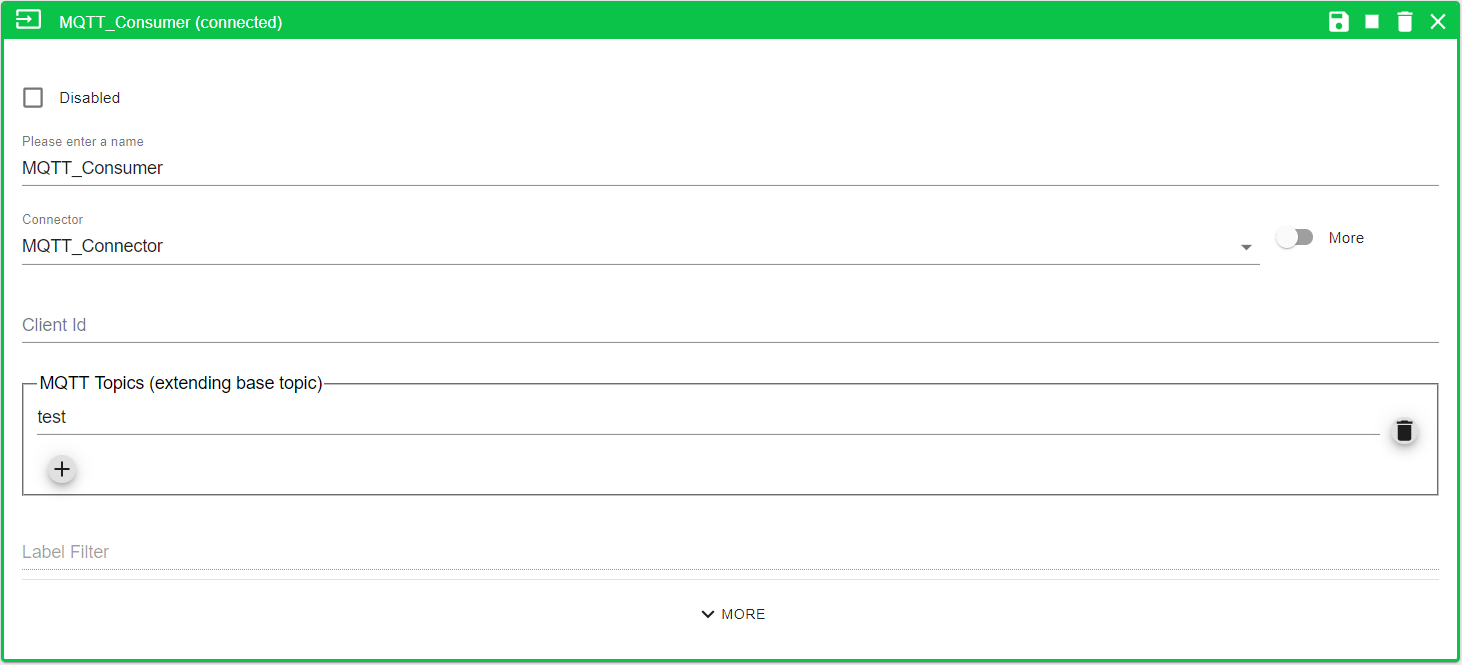 MQTT_Consumer (connected)
Disabled
Please enter a name
MQTT_Consumer
Connector
MQTT_Connector
More
Client Id
MQTT Topics (extending base topic)
test
Label Filter
MORE